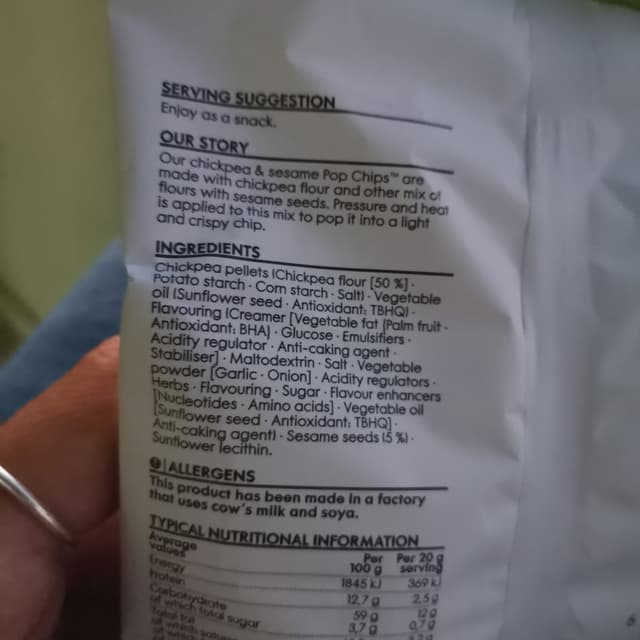 SERVING SUGGESTION
Enjoy as a snack.
OUR STORY
Our chickpea & sesame Pop Chips™ are
made with chickpea flour and other mix of
flours with sesame seeds. Pressure and heat
is applied to this mix to pop it into a light
and crispy chip.
INGREDIENTS
Chickpea pellets (Chickpea flour [50 %] ·
Potato starch · Corn starch · Salt) · Vegetable
oil (Sunflower seed · Antioxidant: TBHQ) ·
Flavouring (Creamer [Vegetable fat {Palm fruit ·
Antioxidant: BHA} · Glucose · Emulsifiers ·
Acidity regulator · Anti-caking agent ·
Stabiliser] · Maltodextrin · Salt · Vegetable
powder [Garlic · Onion] · Acidity regulators ·
Herbs · Flavouring · Sugar · Flavour enhancers
[Nucleotides · Amino acids] · Vegetable oil
[Sunflower seed · Antioxidant: TBHQ] ·
Anti-caking agent) · Sesame seeds (5 %) ·
Sunflower lecithin.
ALLERGENS
This product has been made in a factory
that uses cow's milk and soya.
TYPICAL NUTRITIONAL INFORMATION
Average values Per 100 g Per 20 g serving
Energy 1845 kJ 369 kJ
Protein 12.7 g 2.5 g
Carbohydrate 59 g 12 g
of which total sugar 3.7 g 0.7 g